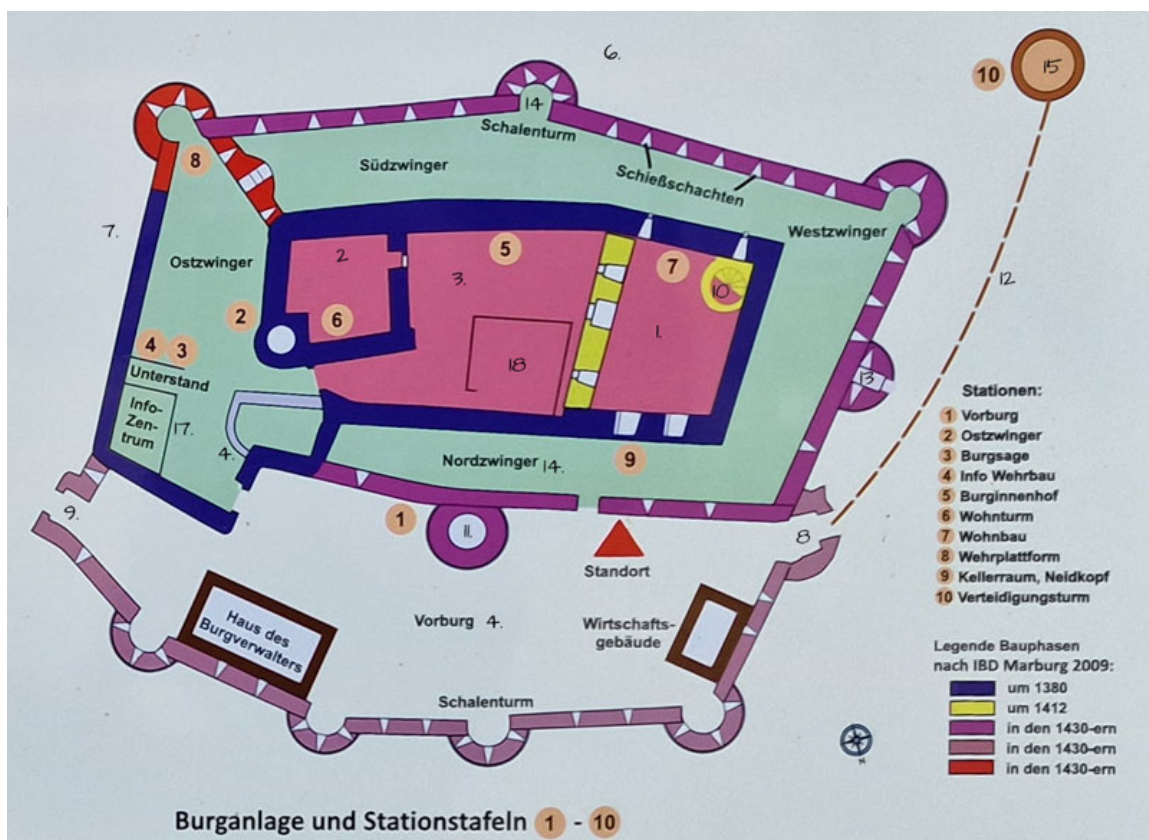 6.
10
15
14
Schalenturm
8
Südzwinger
Schießschachten
7.
Westzwinger
2
5
Ostzwinger
3.
7
10
12
2
6
1.
4
3
18
13
Unterstand
Info-
Zen-
trum
17.
4.
Nordzwinger 14.
9
9.
1
11.
8
Standort
Haus des
Burgverwalters
Vorburg 4.
Wirtschafts-
gebäude
Schalenturm
N
Stationen:
1 Vorburg
2 Ostzwinger
3 Burgsage
4 Info Wehrbau
5 Burginnenhof
6 Wohnturm
7 Wohnbau
8 Wehrplattform
9 Kellerraum, Neidkopf
10 Verteidigungsturm
Legende Bauphasen
nach IBD Marburg 2009:
um 1380
um 1412
in den 1430-ern
in den 1430-ern
in den 1430-ern
Burganlage und Stationstafeln 1 - 10